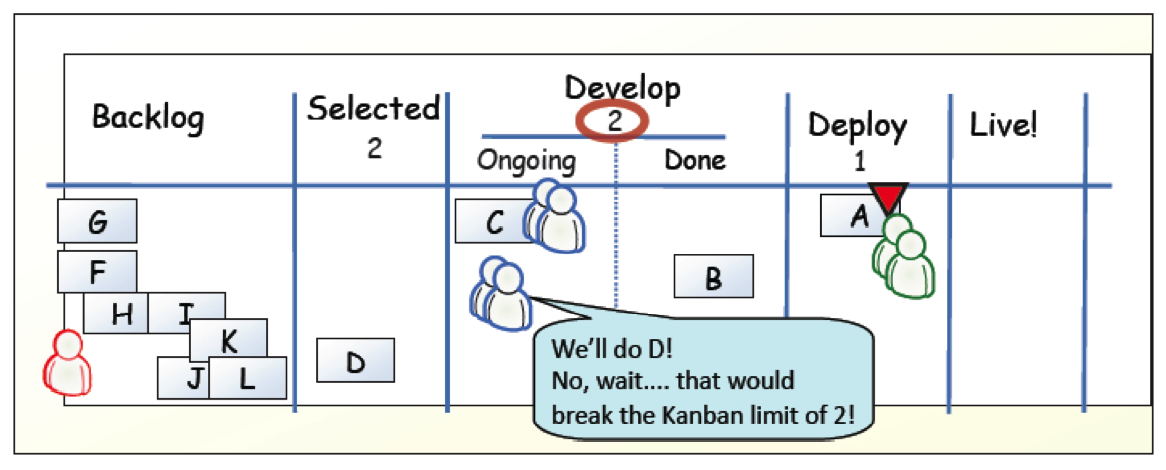 Backlog
Selected
2
Develop
2
Ongoing
Done
Deploy
1
Live!
G
F
H
I
K
J
L
D
C
B
A
We'll do D!
No, wait.... that would
break the Kanban limit of 2!